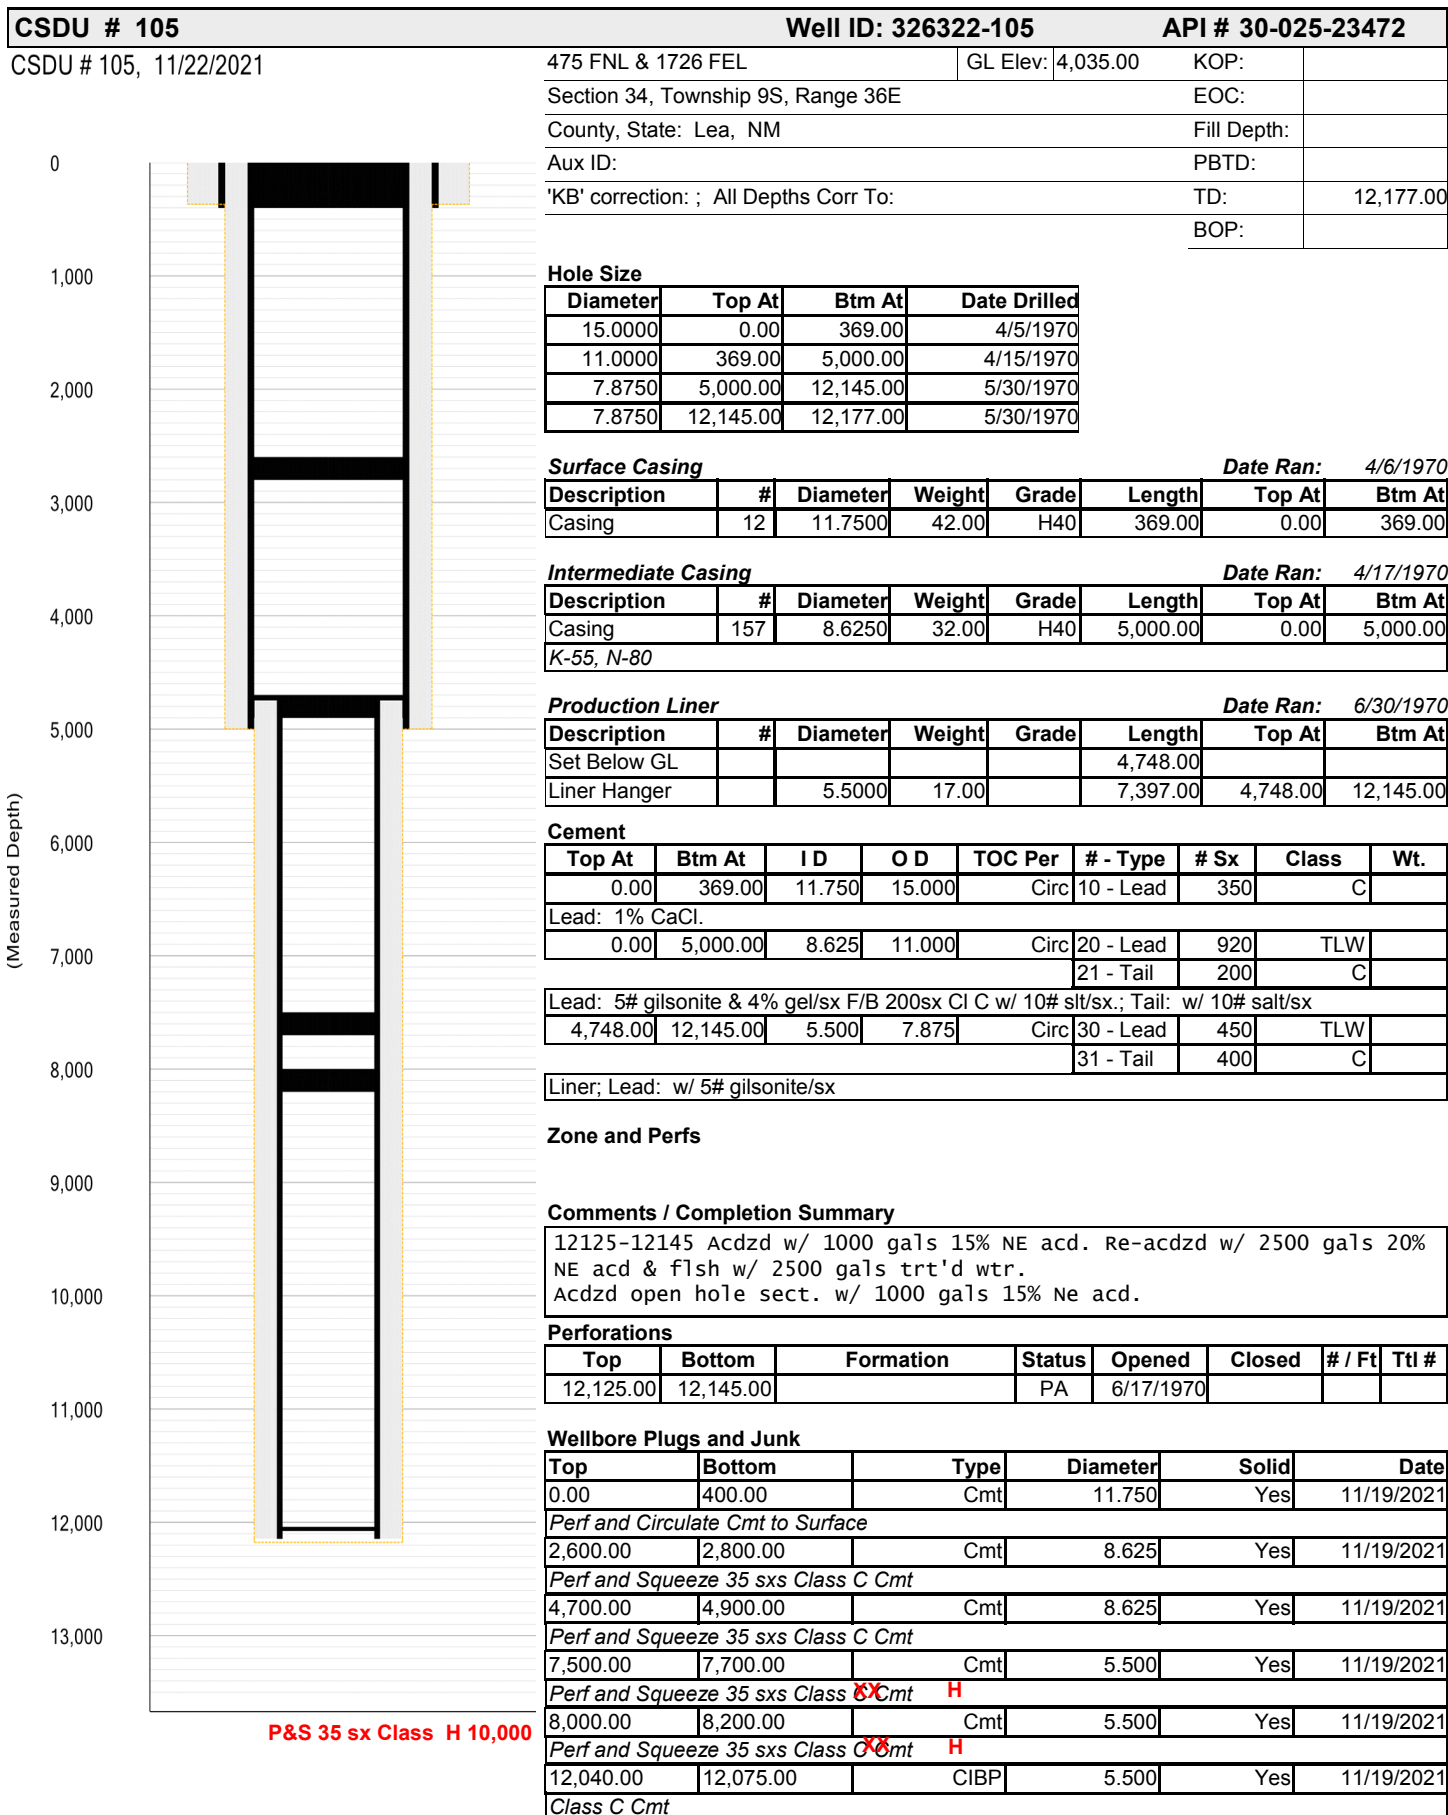 CSDU # 105 Well ID: 326322-105 API # 30-025-23472
CSDU # 105, 11/22/2021
475 FNL & 1726 FEL GL Elev: 4,035.00 KOP:
Section 34, Township 9S, Range 36E EOC:
County, State: Lea, NM Fill Depth:
Aux ID: PBTD:
'KB' correction: ; All Depths Corr To: TD: 12,177.00
BOP:
0
1,000
2,000
3,000
4,000
5,000
6,000
7,000
8,000
9,000
10,000
11,000
12,000
13,000
(Measured Depth)
P&S 35 sx Class H 10,000
Hole Size
Diameter Top At Btm At Date Drilled
15.0000 0.00 369.00 4/5/1970
11.0000 369.00 5,000.00 4/15/1970
7.8750 5,000.00 12,145.00 5/30/1970
7.8750 12,145.00 12,177.00 5/30/1970
Surface Casing Date Ran: 4/6/1970
Description # Diameter Weight Grade Length Top At Btm At
Casing 12 11.7500 42.00 H40 369.00 0.00 369.00
Intermediate Casing Date Ran: 4/17/1970
Description # Diameter Weight Grade Length Top At Btm At
Casing 157 8.6250 32.00 H40 5,000.00 0.00 5,000.00
K-55, N-80
Production Liner Date Ran: 6/30/1970
Description # Diameter Weight Grade Length Top At Btm At
Set Below GL 4,748.00
Liner Hanger 5.5000 17.00 7,397.00 4,748.00 12,145.00
Cement
Top At Btm At I D O D TOC Per # - Type # Sx Class Wt.
0.00 369.00 11.750 15.000 Circ 10 - Lead 350 C
Lead: 1% CaCl.
0.00 5,000.00 8.625 11.000 Circ 20 - Lead 920 TLW
21 - Tail 200 C
Lead: 5# gilsonite & 4% gel/sx F/B 200sx Cl C w/ 10# slt/sx.; Tail: w/ 10# salt/sx
4,748.00 12,145.00 5.500 7.875 Circ 30 - Lead 450 TLW
31 - Tail 400 C
Liner; Lead: w/ 5# gilsonite/sx
Zone and Perfs
Comments / Completion Summary
12125-12145 Acdzd w/ 1000 gals 15% NE acd. Re-acdzd w/ 2500 gals 20%
NE acd & flsh w/ 2500 gals trt'd wtr.
Acdzd open hole sect. w/ 1000 gals 15% Ne acd.
Perforations
Top Bottom Formation Status Opened Closed # / Ft Ttl #
12,125.00 12,145.00 PA 6/17/1970
Wellbore Plugs and Junk
Top Bottom Type Diameter Solid Date
0.00 400.00 Cmt 11.750 Yes 11/19/2021
Perf and Circulate Cmt to Surface
2,600.00 2,800.00 Cmt 8.625 Yes 11/19/2021
Perf and Squeeze 35 sxs Class C Cmt
4,700.00 4,900.00 Cmt 8.625 Yes 11/19/2021
Perf and Squeeze 35 sxs Class C Cmt
7,500.00 7,700.00 Cmt 5.500 Yes 11/19/2021
Perf and Squeeze 35 sxs Class C Cmt XX H
8,000.00 8,200.00 Cmt 5.500 Yes 11/19/2021
Perf and Squeeze 35 sxs Class C Cmt XX H
12,040.00 12,075.00 CIBP 5.500 Yes 11/19/2021
Class C Cmt